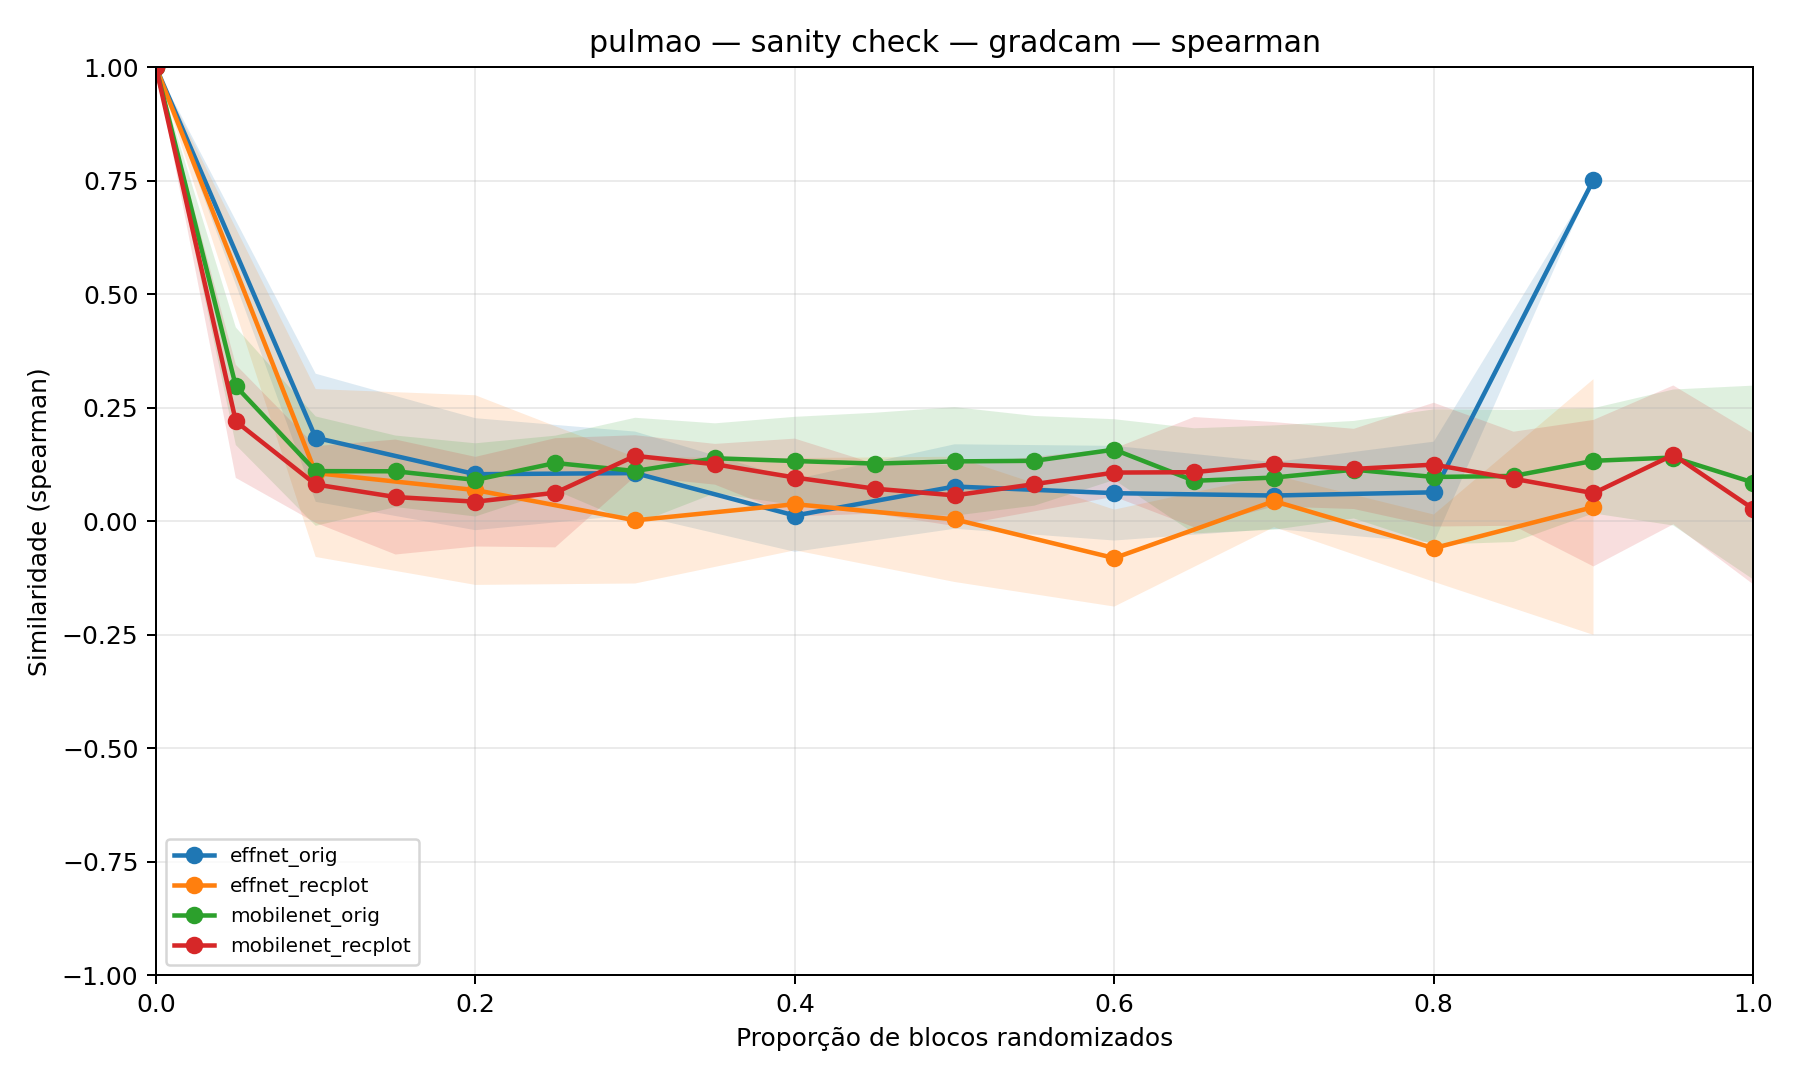 pulmao — sanity check — gradcam — spearman
1.00
0.75
0.50
0.25
0.00
−0.25
−0.50
−0.75
−1.00
Similaridade (spearman)
effnet_orig
effnet_recplot
mobilenet_orig
mobilenet_recplot
0.0 0.2 0.4 0.6 0.8 1.0
Proporção de blocos randomizados